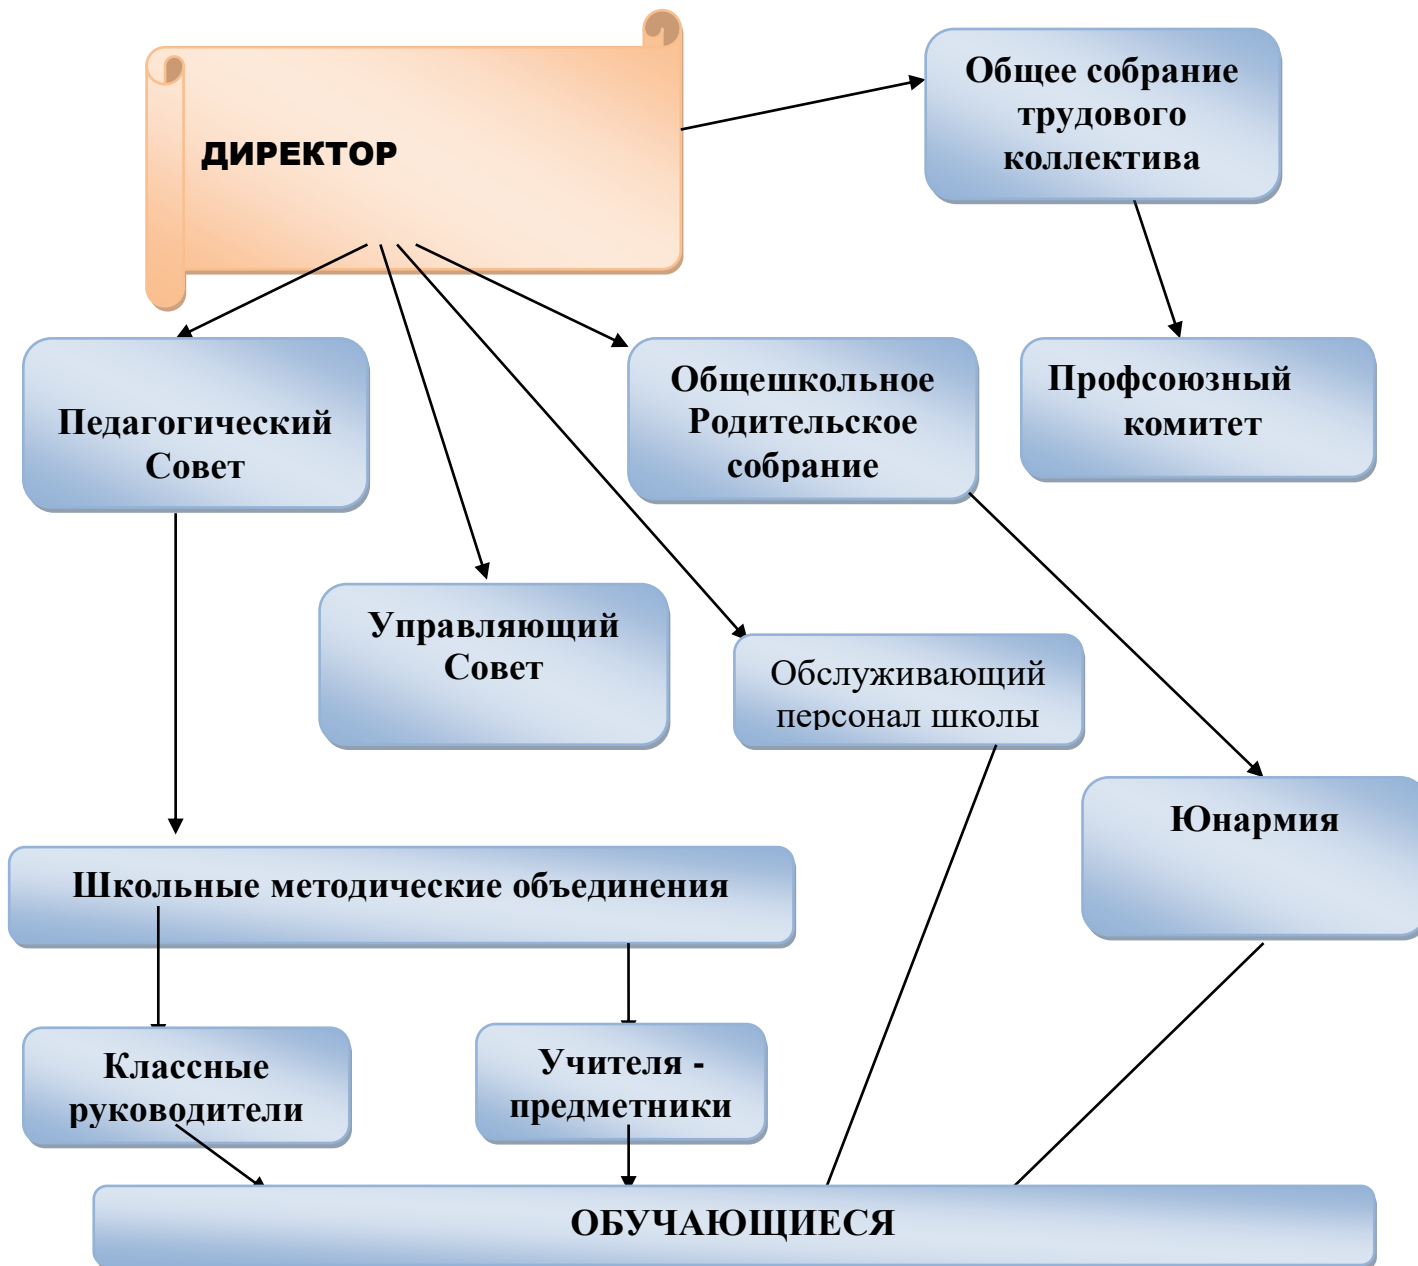 ДИРЕКТОР
Общее собрание
трудового
коллектива
Педагогический
Совет
Общешкольное
Родительское
собрание
Профсоюзный
комитет
Управляющий
Совет
Обслуживающий
персонал школы
Юнармия
Школьные методические объединения
Классные
руководители
Учителя -
предметники
ОБУЧАЮЩИЕСЯ